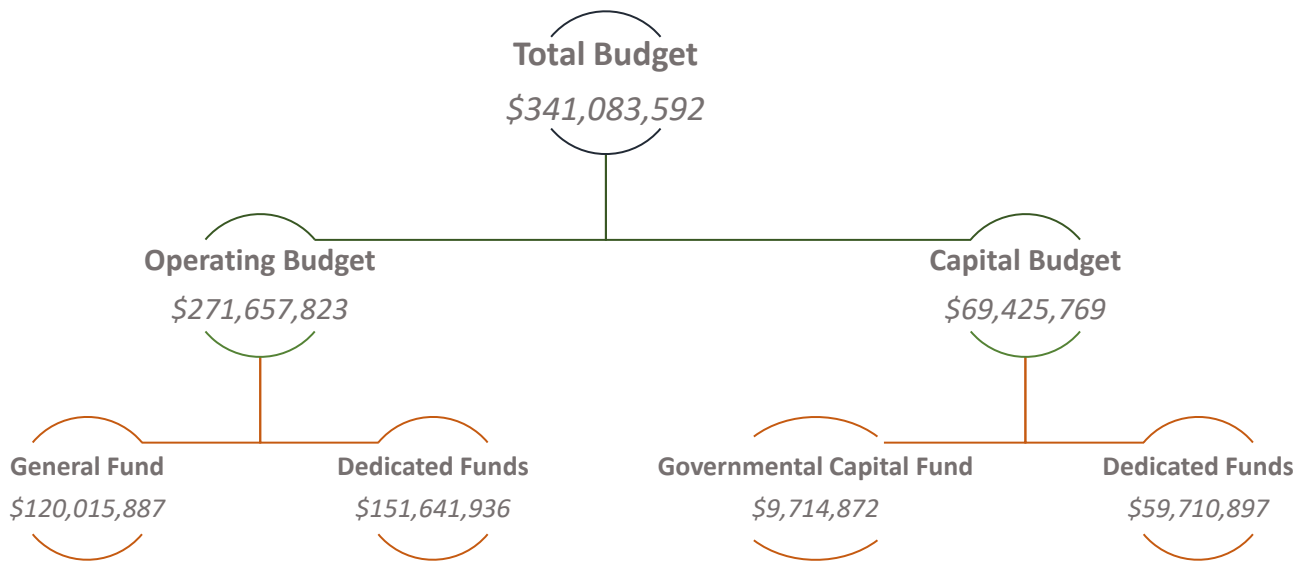 Total Budget
$341,083,592
Operating Budget
$271,657,823
Capital Budget
$69,425,769
General Fund
$120,015,887
Dedicated Funds
$151,641,936
Governmental Capital Fund
$9,714,872
Dedicated Funds
$59,710,897